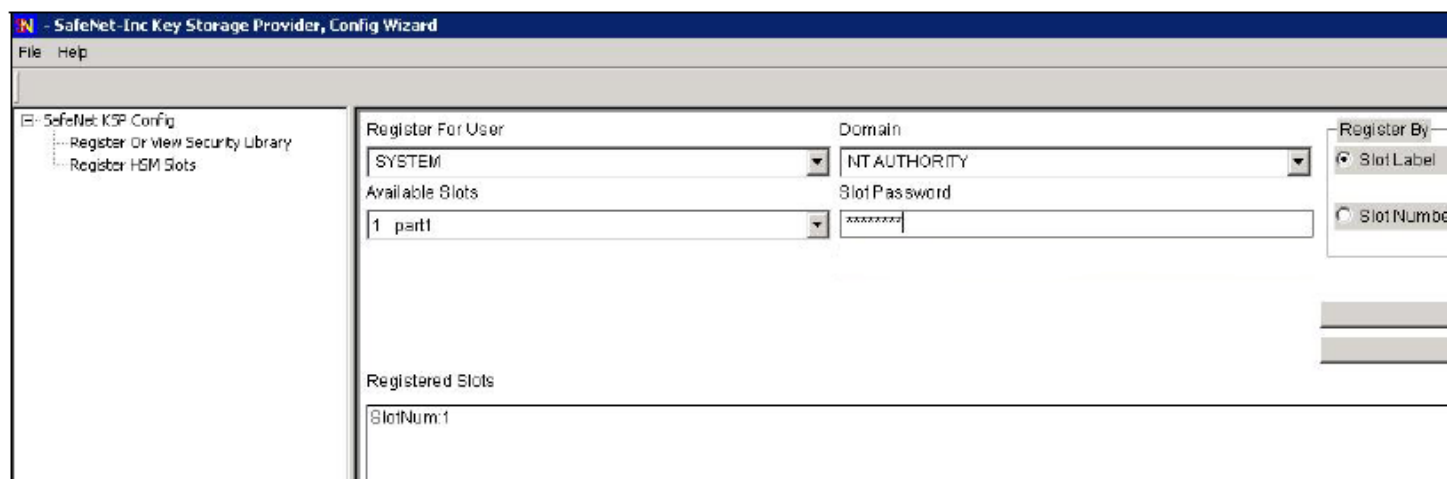 - SafeNet-Inc Key Storage Provider, Config Wizard
File Help
SafeNet KSP Config
Register Or View Security Library
Register HSM Slots
Register For User
Domain
Register By
SYSTEM
NT AUTHORITY
Slot Label
Available Slots
Slot Password
1 part1
********
Slot Numbe
Registered Slots
SlotNum:1